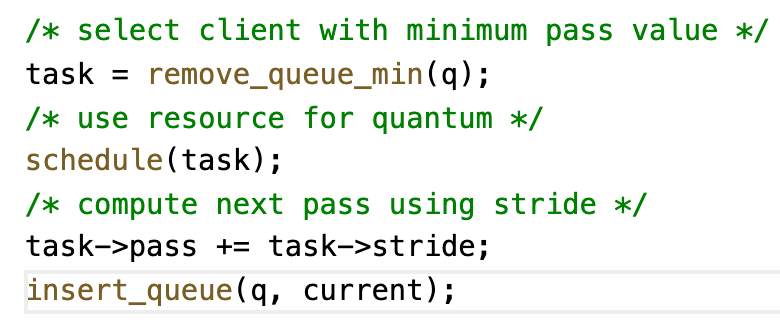 /* select client with minimum pass value */
task = remove_queue_min(q);
/* use resource for quantum */
schedule(task);
/* compute next pass using stride */
task->pass += task->stride;
insert_queue(q, current);